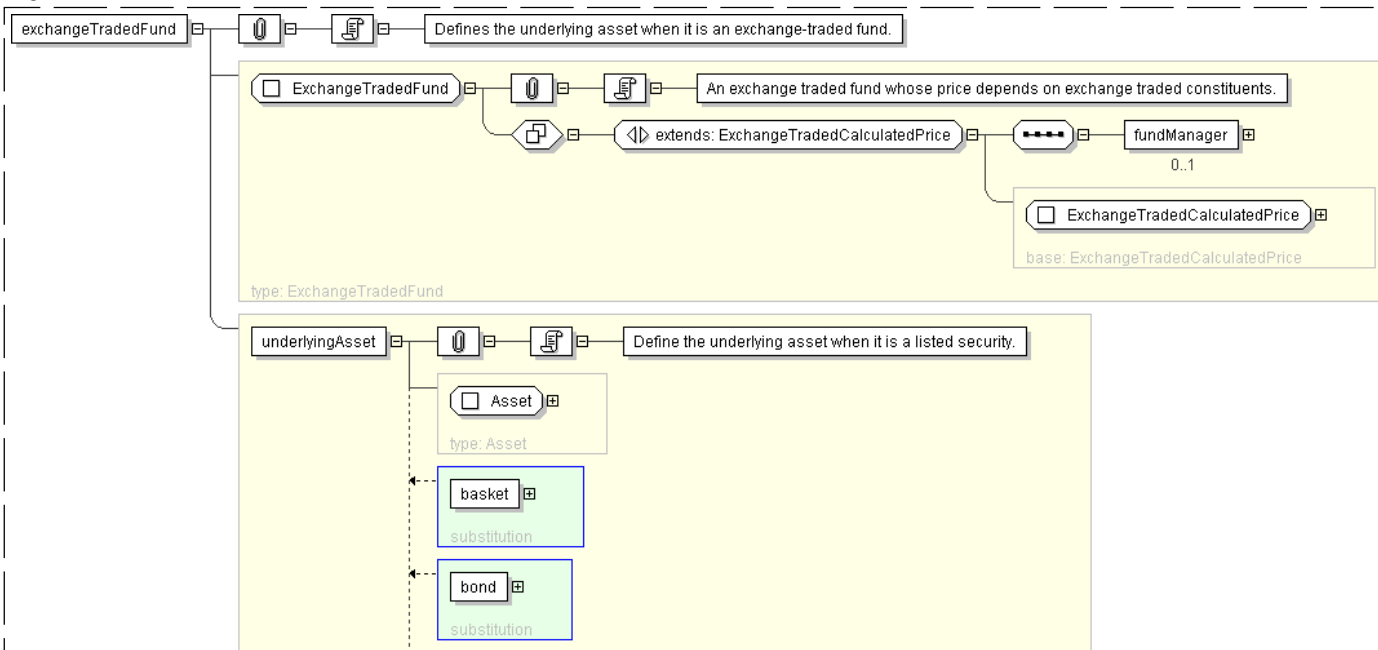 exchangeTradedFund
Defines the underlying asset when it is an exchange-traded fund.
ExchangeTradedFund
An exchange traded fund whose price depends on exchange traded constituents.
extends: ExchangeTradedCalculatedPrice
fundManager
0..1
ExchangeTradedCalculatedPrice
base: ExchangeTradedCalculatedPrice
type: ExchangeTradedFund
underlyingAsset
Define the underlying asset when it is a listed security.
Asset
type: Asset
basket
substitution
bond
substitution